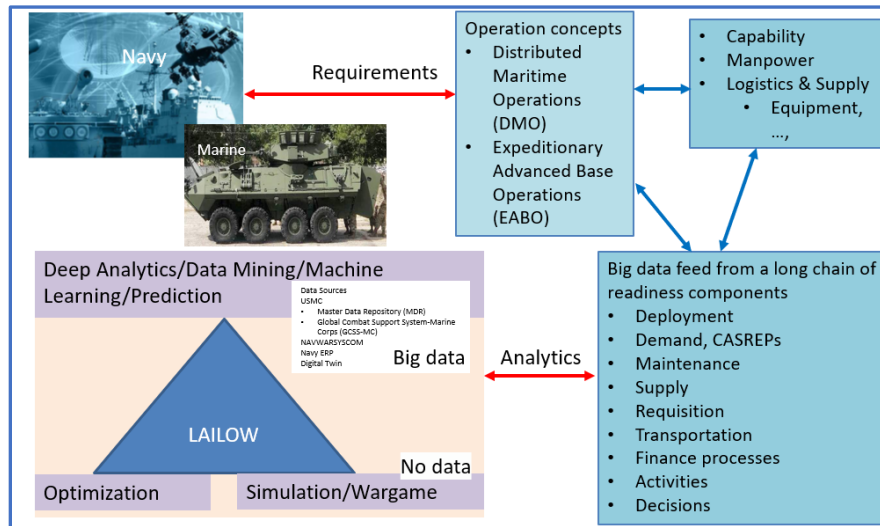 Navy
Marine
Requirements
Operation concepts
• Distributed
Maritime
Operations
(DMO)
• Expeditionary
Advanced Base
Operations
(EABO)
• Capability
• Manpower
• Logistics & Supply
• Equipment,
…,
Deep Analytics/Data Mining/Machine
Learning/Prediction
Data Sources
USMC
• Master Data Repository (MDR)
• Global Combat Support System-Marine
Corps (GCSS-MC)
NAVWARSYSCOM
Navy ERP
Digital Twin
Big data
LAILOW
No data
Optimization
Simulation/Wargame
Analytics
Big data feed from a long chain of
readiness components
• Deployment
• Demand, CASREPs
• Maintenance
• Supply
• Requisition
• Transportation
• Finance processes
• Activities
• Decisions